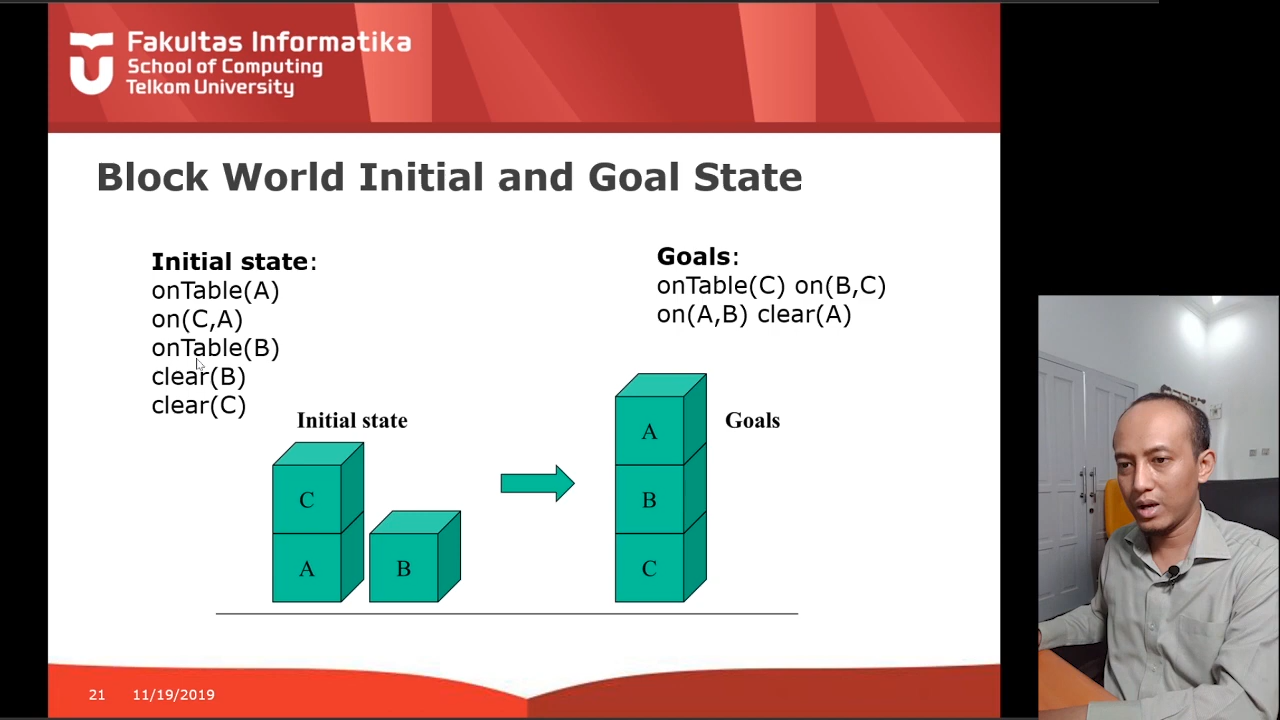 Fakultas Informatika
School of Computing
Telkom University
Block World Initial and Goal State
Initial state:
onTable(A)
on(C,A)
onTable(B)
clear(B)
clear(C)
Goals:
onTable(C) on(B,C)
on(A,B) clear(A)
Initial state
C
A
B
Goals
A
B
C
21 11/19/2019